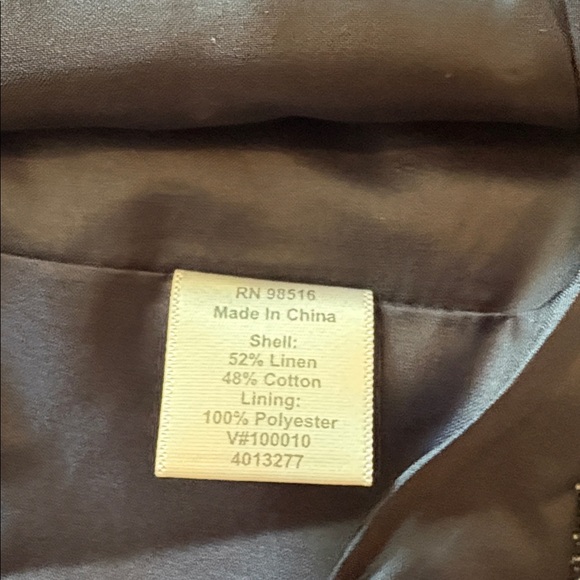 RN 98516
Made In China
Shell:
52% Linen
48% Cotton
Lining:
100% Polyester
V#100010
4013277